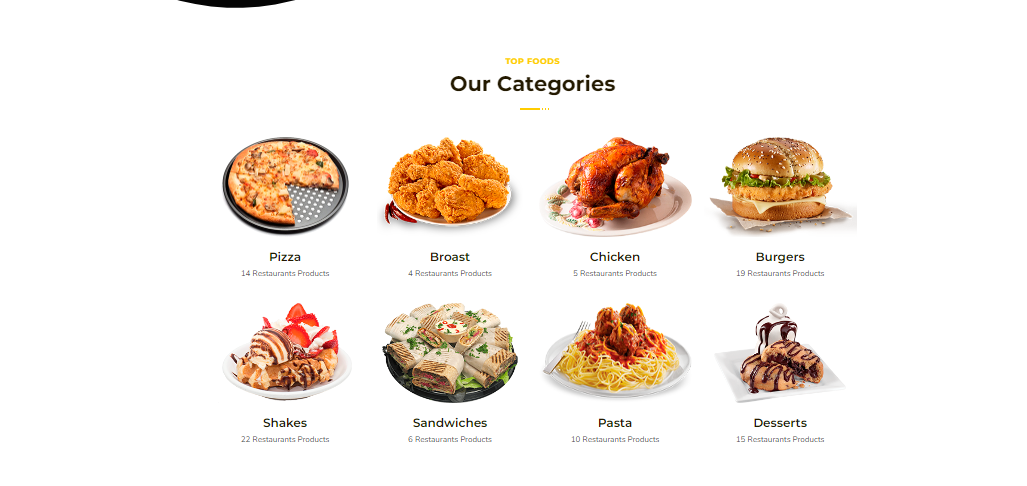 TOP FOODS
Our Categories
Pizza
14 Restaurants Products
Broast
4 Restaurants Products
Chicken
5 Restaurants Products
Burgers
19 Restaurants Products
Shakes
22 Restaurants Products
Sandwiches
6 Restaurants Products
Pasta
10 Restaurants Products
Desserts
15 Restaurants Products